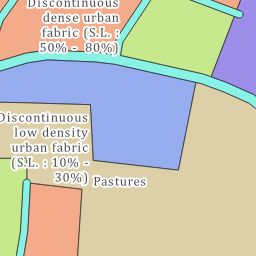 Discontinuous
dense urban
fabric (S.L. :
50% - 80%)
Discontinuous
low density
urban fabric
(S.L. : 10% -
30%)
Pastures